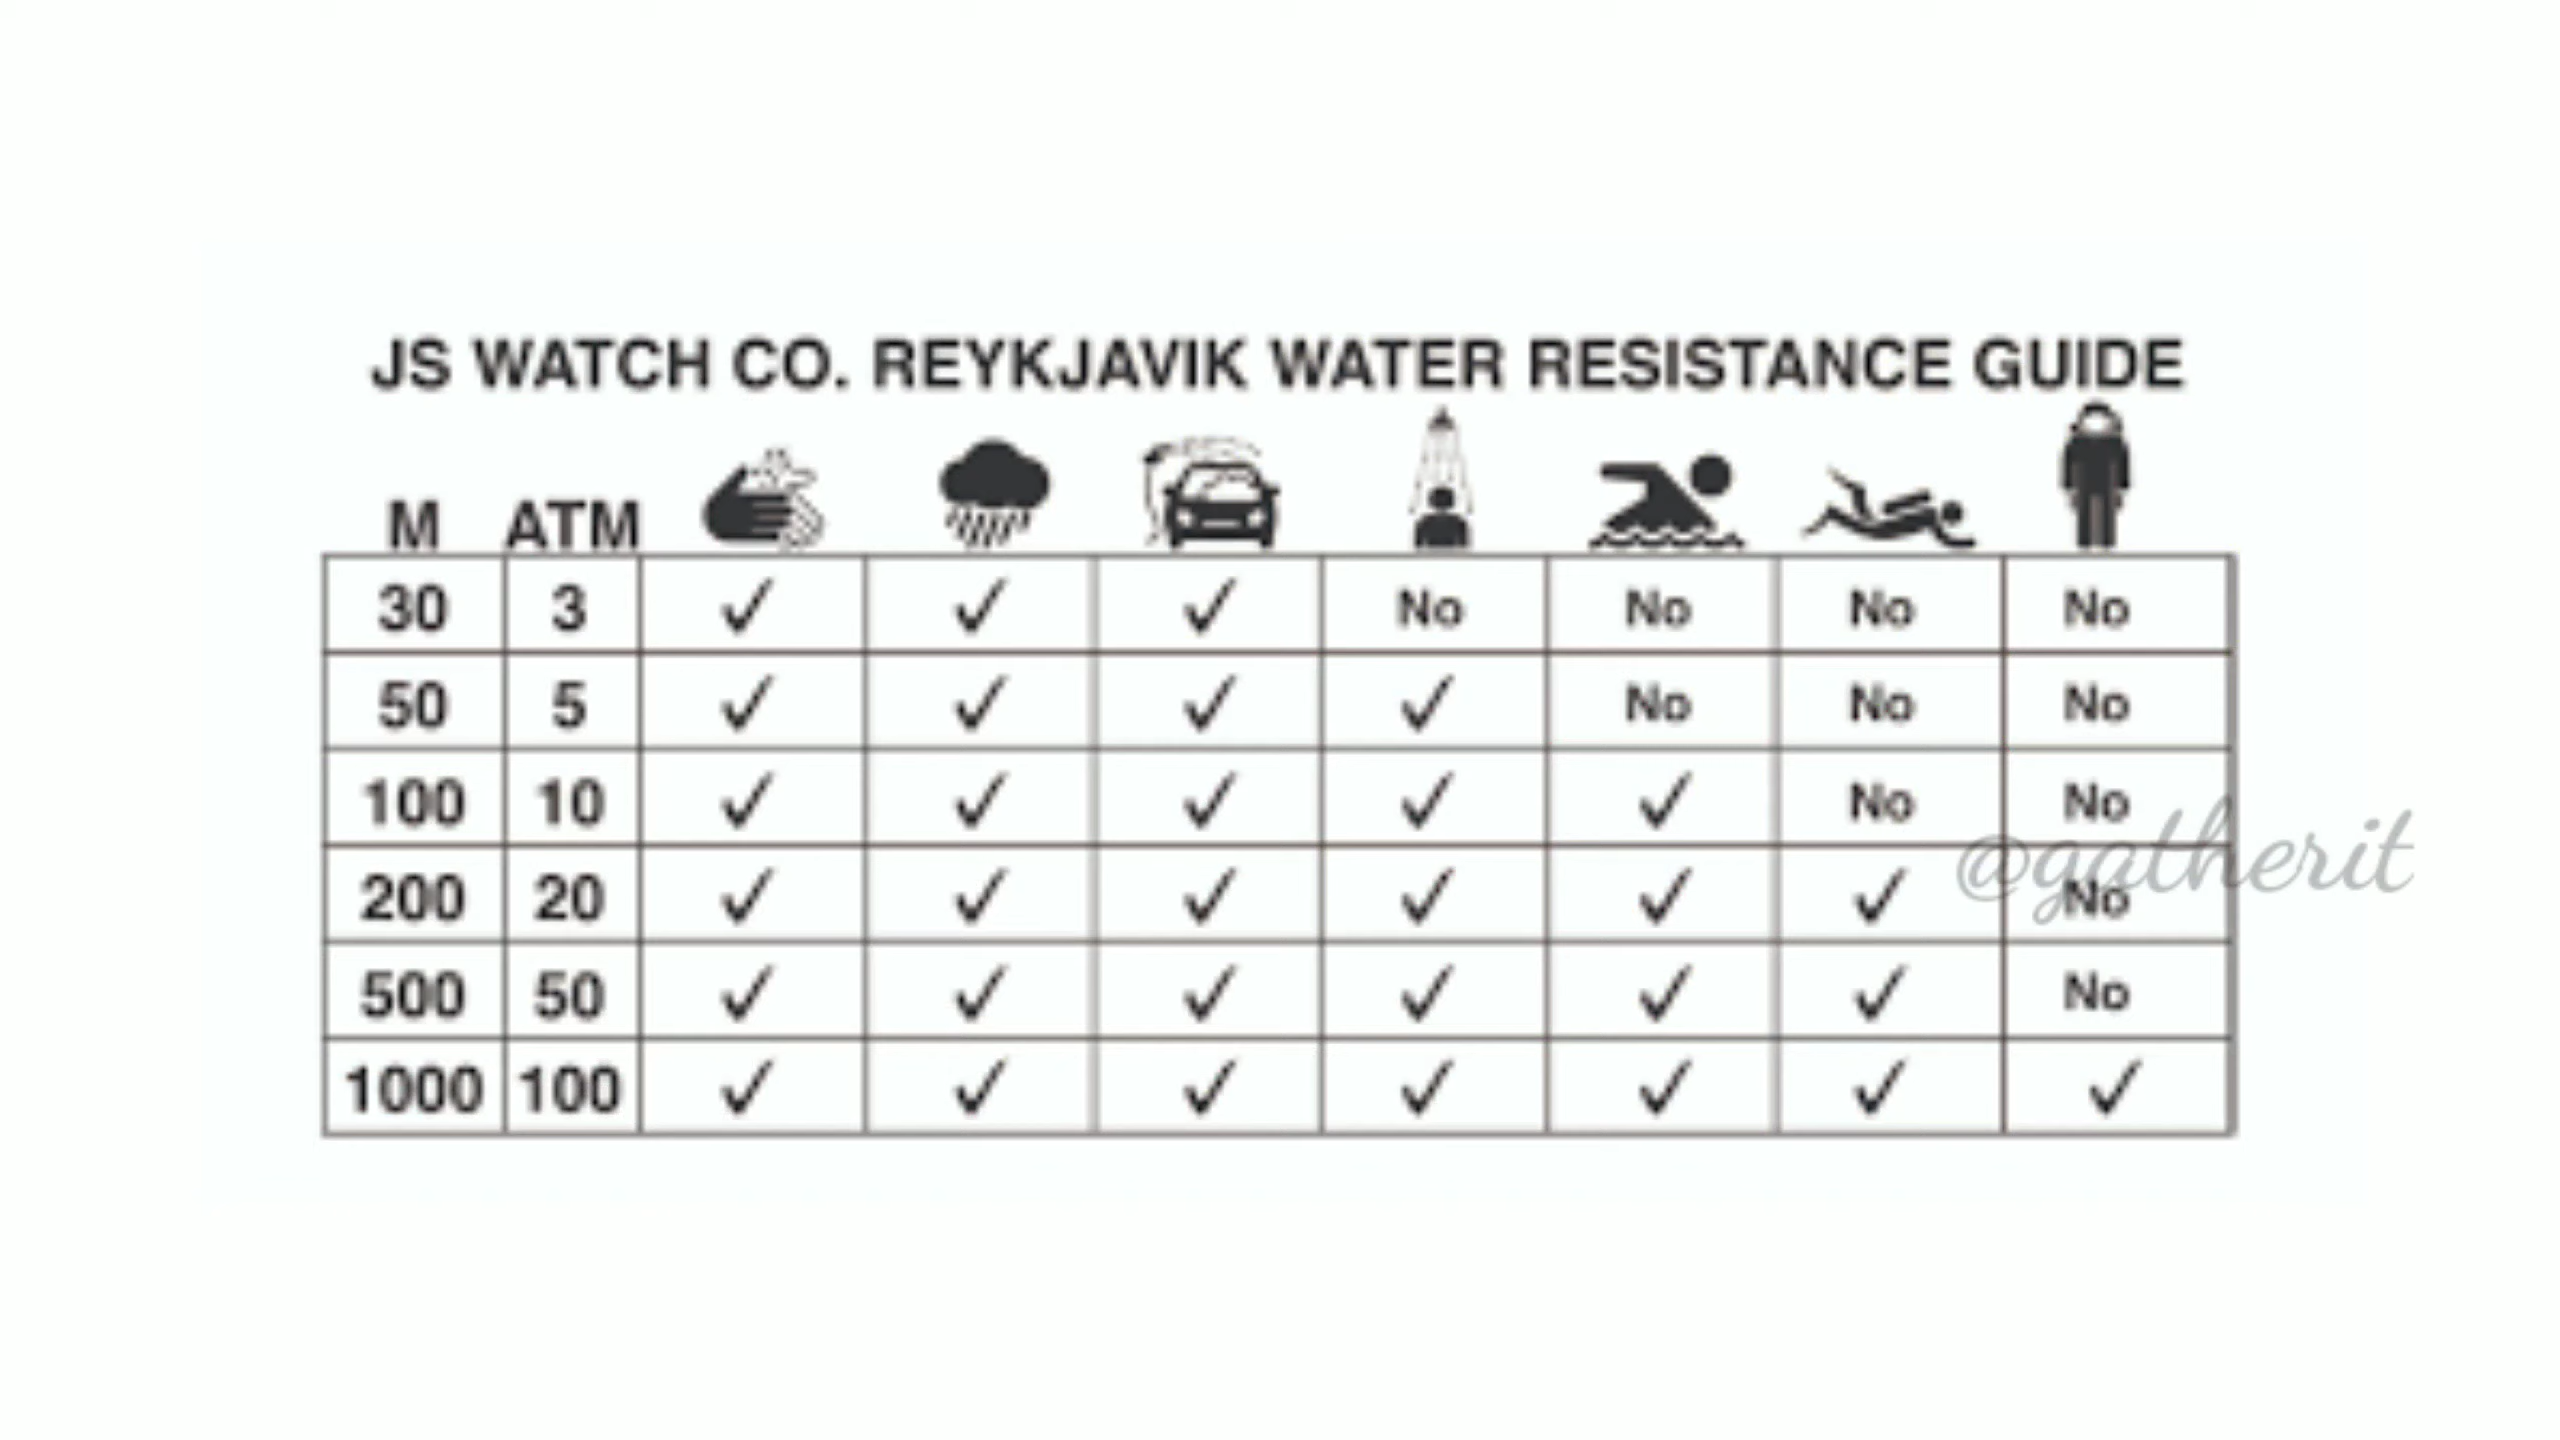 JS WATCH CO. REYKJAVIK WATER RESISTANCE GUIDE
M ATM
30 3 ✓ ✓ ✓ No No No No
50 5 ✓ ✓ ✓ ✓ No No No
100 10 ✓ ✓ ✓ ✓ ✓ No No
200 20 ✓ ✓ ✓ ✓ ✓ ✓ No
500 50 ✓ ✓ ✓ ✓ ✓ ✓ No
1000 100 ✓ ✓ ✓ ✓ ✓ ✓ ✓
@gatherit